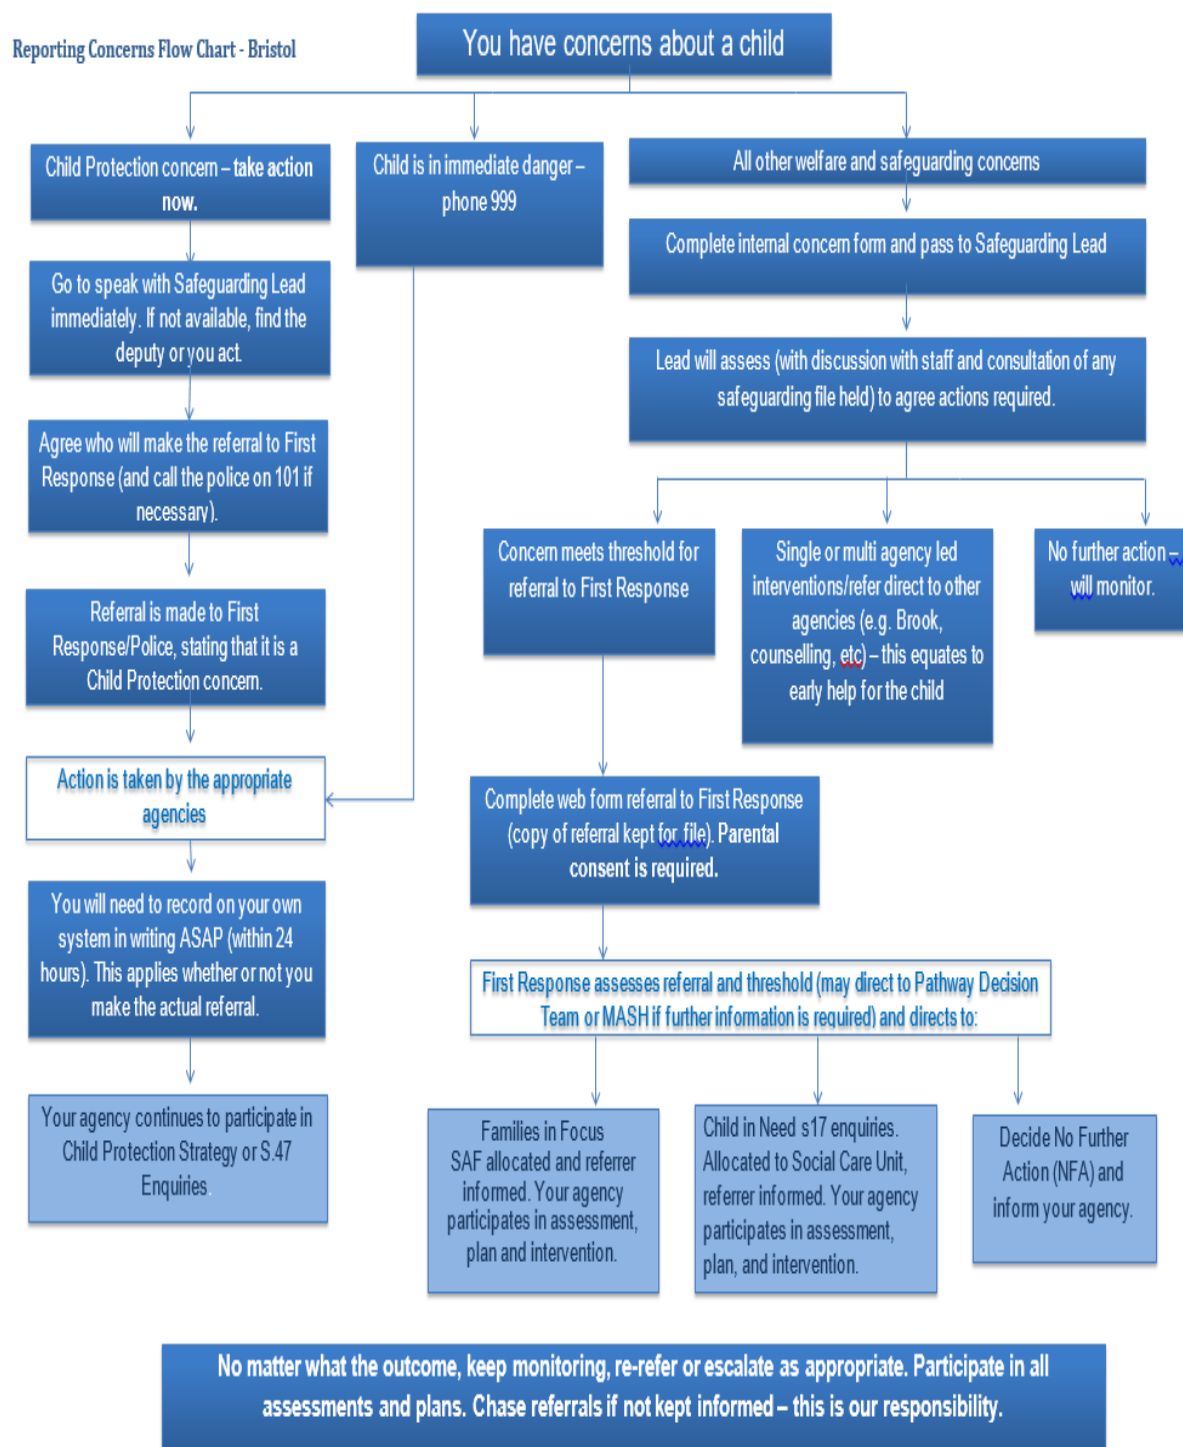 Reporting Concerns Flow Chart - Bristol
You have concerns about a child
Child Protection concern – take action
now.
Child is in immediate danger –
phone 999
All other welfare and safeguarding concerns
Go to speak with Safeguarding Lead
immediately. If not available, find the
deputy or you act.
Complete internal concern form and pass to Safeguarding Lead
Lead will assess (with discussion with staff and consultation of any
safeguarding file held) to agree actions required.
Agree who will make the referral to First
Response (and call the police on 101 if
necessary).
Concern meets threshold for
referral to First Response
Single or multi agency led
interventions/refer direct to other
agencies (e.g. Brook,
counselling, etc) – this equates to
early help for the child
No further action –
will monitor.
Referral is made to First
Response/Police, stating that it is a
Child Protection concern.
Action is taken by the appropriate
agencies
Complete web form referral to First Response
(copy of referral kept for file). Parental
consent is required.
You will need to record on your own
system in writing ASAP (within 24
hours). This applies whether or not you
make the actual referral.
First Response assesses referral and threshold (may direct to Pathway Decision
Team or MASH if further information is required) and directs to:
Your agency continues to participate in
Child Protection Strategy or S.47
Enquiries.
Families in Focus
SAF allocated and referrer
informed. Your agency
participates in assessment,
plan and intervention.
Child in Need s17 enquiries.
Allocated to Social Care Unit,
referrer informed. Your agency
participates in assessment,
plan, and intervention.
Decide No Further
Action (NFA) and
inform your agency.
No matter what the outcome, keep monitoring, re-refer or escalate as appropriate. Participate in all
assessments and plans. Chase referrals if not kept informed – this is our responsibility.